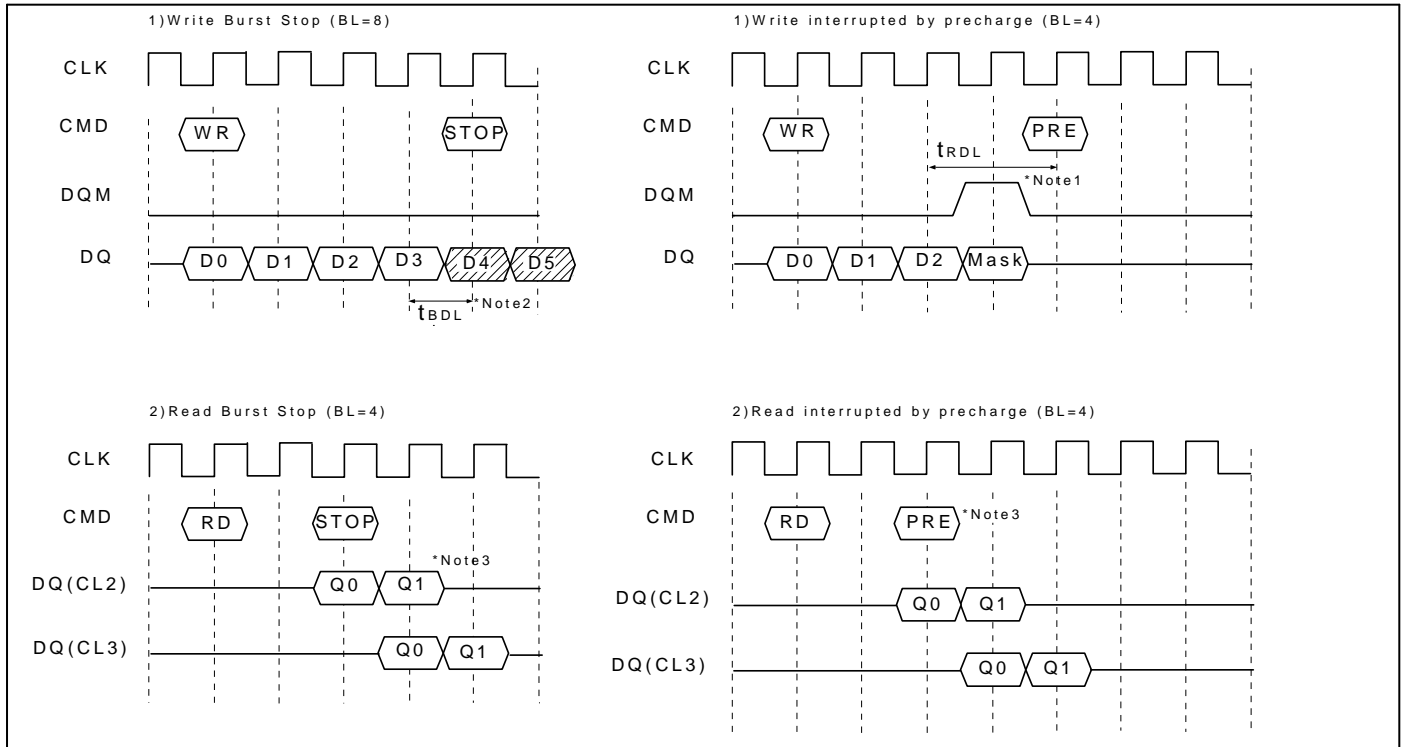 1)Write Burst Stop (BL=8)
CLK
CMD
WR
STOP
DQM
DQ
D0
D1
D2
D3
D4
D5
tBDL
*Note2
1)Write interrupted by precharge (BL=4)
CLK
CMD
WR
PRE
tRDL
*Note1
DQM
DQ
D0
D1
D2
Mask
2)Read Burst Stop (BL=4)
CLK
CMD
RD
STOP
*Note3
DQ(CL2)
Q0
Q1
DQ(CL3)
Q0
Q1
2)Read interrupted by precharge (BL=4)
CLK
CMD
RD
PRE
*Note3
DQ(CL2)
Q0
Q1
DQ(CL3)
Q0
Q1